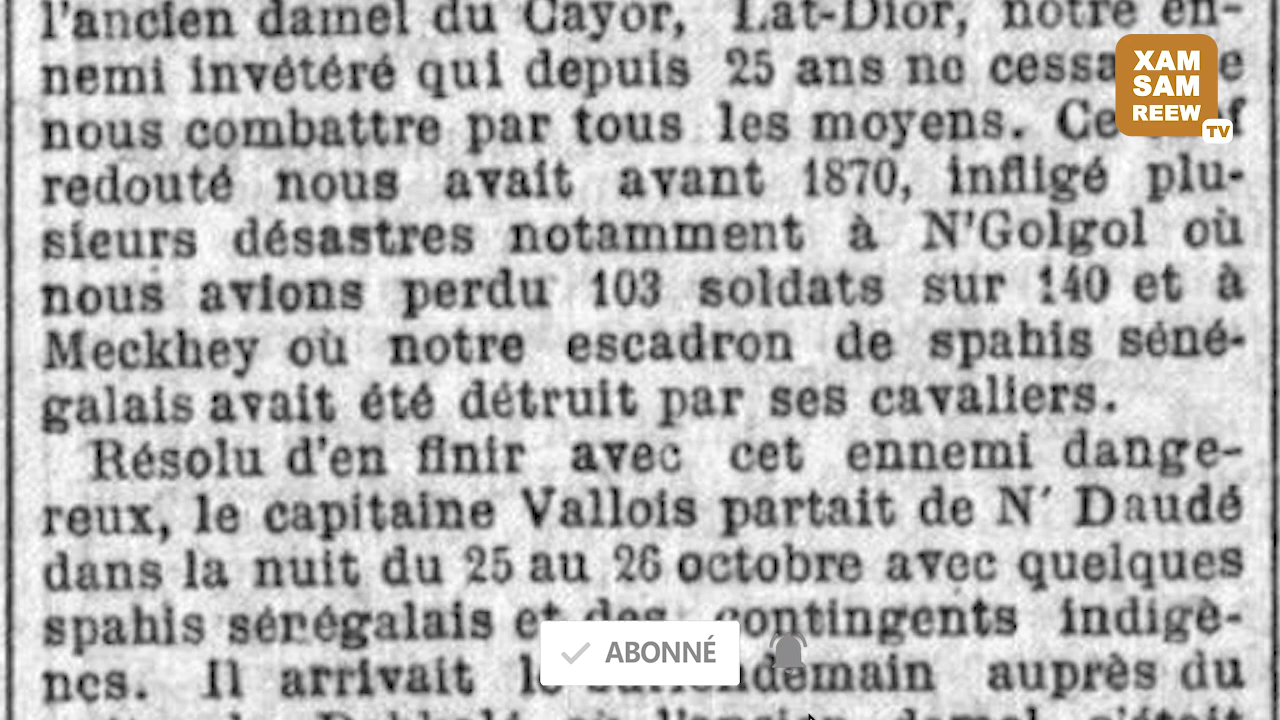 l'ancien damel du Cayor, Lat-Dior, notre en-
nemi invétéré qui depuis 25 ans ne
nous combattre par tous les moyens. Ce
redouté nous avait avant 1870, infligé plu-
sieurs désastres notamment à N'Golgol où
nous avions perdu 103 soldats sur 140 et à
Meckhey où notre escadron de spahis séné-
galais avait été détruit par ses cavaliers.
Résolu d'en finir avec cet ennemi dange-
reux, le capitaine Vallois partait de N' Daudé
dans la nuit du 25 au 26 octobre avec quelques
spahis sénégalais et des contingents indigè-
nes. Il arrivait le auprès du
XAM
SAM
REEW
TV
ABONNÉ